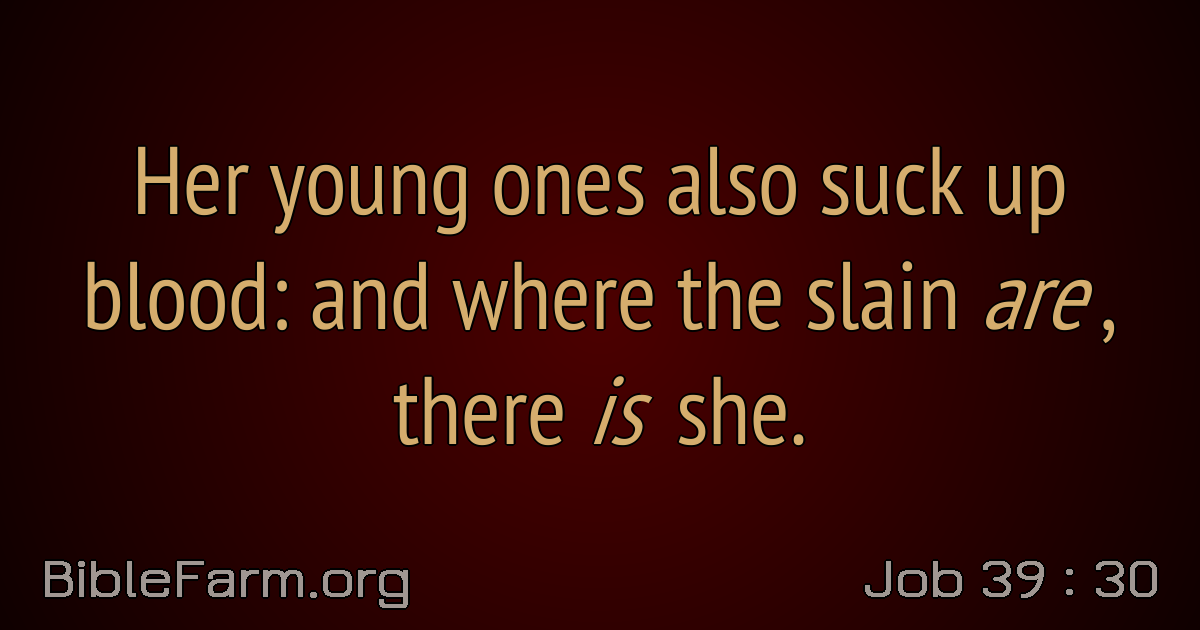 Her young ones also suck up
blood: and where the slain are,
there is she.
BibleFarm.org
Job 39 : 30